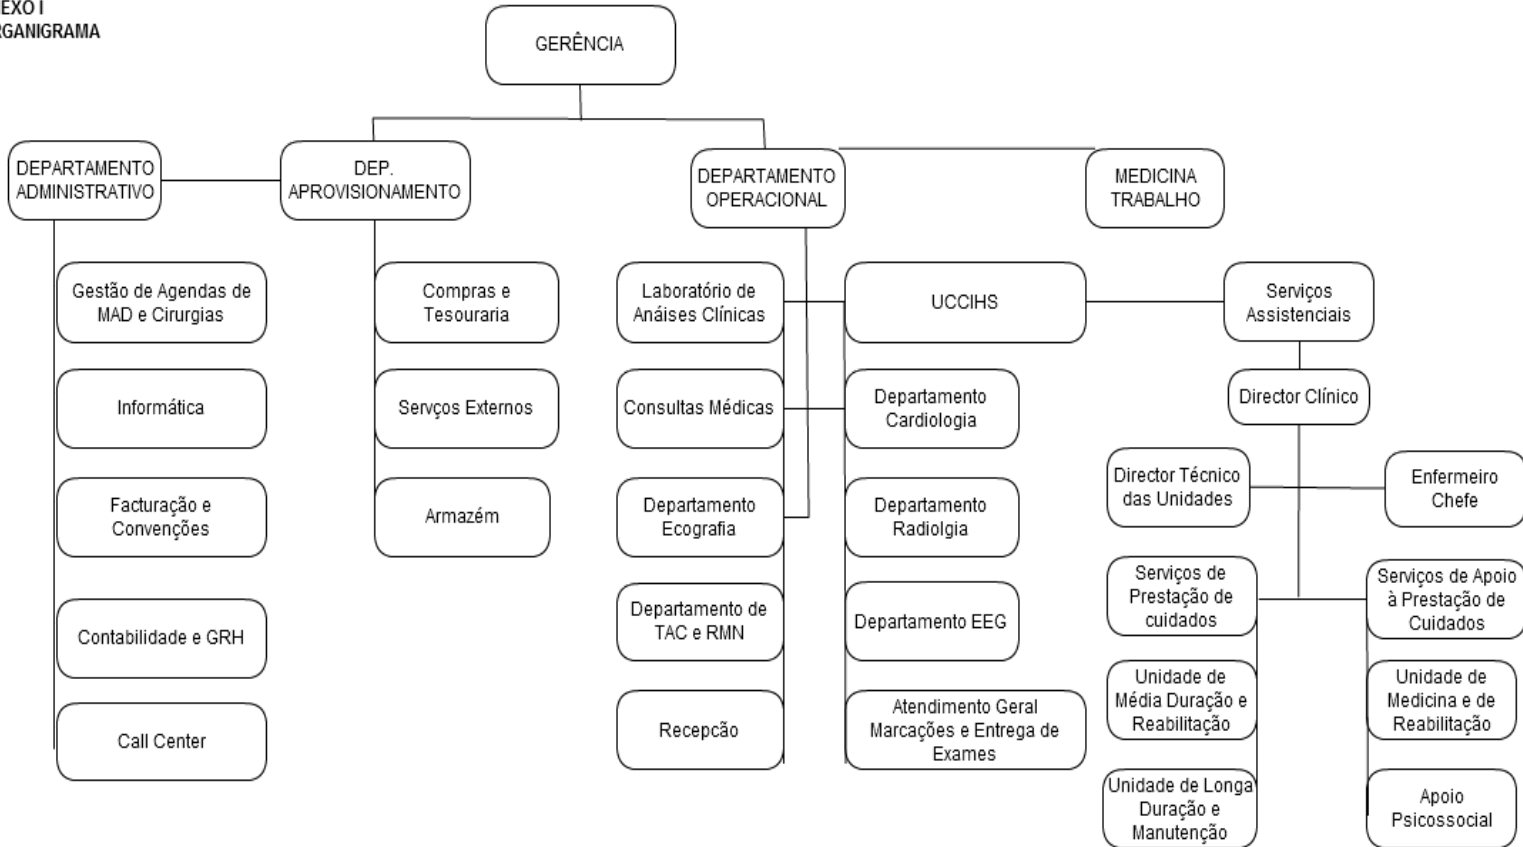 EXO I
RGANIGRAMA
GERÊNCIA
DEPARTAMENTO
ADMINISTRATIVO
DEP.
APROVISIONAMENTO
DEPARTAMENTO
OPERACIONAL
MEDICINA
TRABALHO
Gestão de Agendas de
MAD e Cirurgias
Compras e
Tesouraria
Laboratório de
Anáises Clínicas
UCCIHS
Serviços
Assistenciais
Informática
Servços Externos
Consultas Médicas
Departamento
Cardiologia
Director Clínico
Director Técnico
das Unidades
Enfermeiro
Chefe
Facturação e
Convenções
Armazém
Departamento
Ecografia
Departamento
Radiolgia
Serviços de
Prestação de
cuidados
Serviços de Apoio
à Prestação de
Cuidados
Contabilidade e GRH
Departamento de
TAC e RMN
Departamento EEG
Unidade de
Média Duração e
Reabilitação
Unidade de
Medicina e de
Reabilitação
Call Center
Recepcão
Atendimento Geral
Marcações e Entrega de
Exames
Unidade de Longa
Duração e
Manutenção
Apoio
Psicossocial